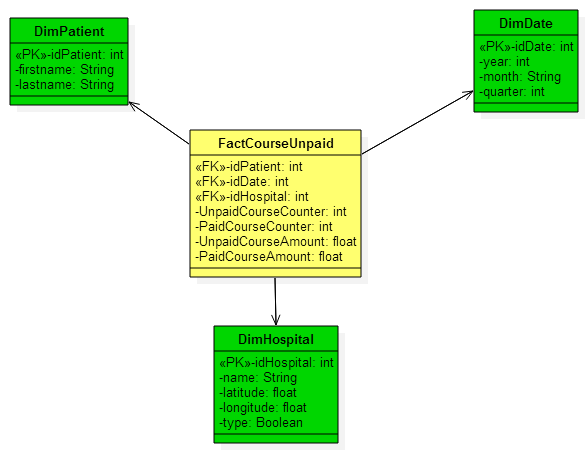 DimPatient
«PK»-idPatient: int
-firstname: String
-lastname: String
DimDate
«PK»-idDate: int
-year: int
-month: String
-quarter: int
FactCourseUnpaid
«FK»-idPatient: int
«FK»-idDate: int
«FK»-idHospital: int
-UnpaidCourseCounter: int
-PaidCourseCounter: int
-UnpaidCourseAmount: float
-PaidCourseAmount: float
DimHospital
«PK»-idHospital: int
-name: String
-latitude: float
-longitude: float
-type: Boolean